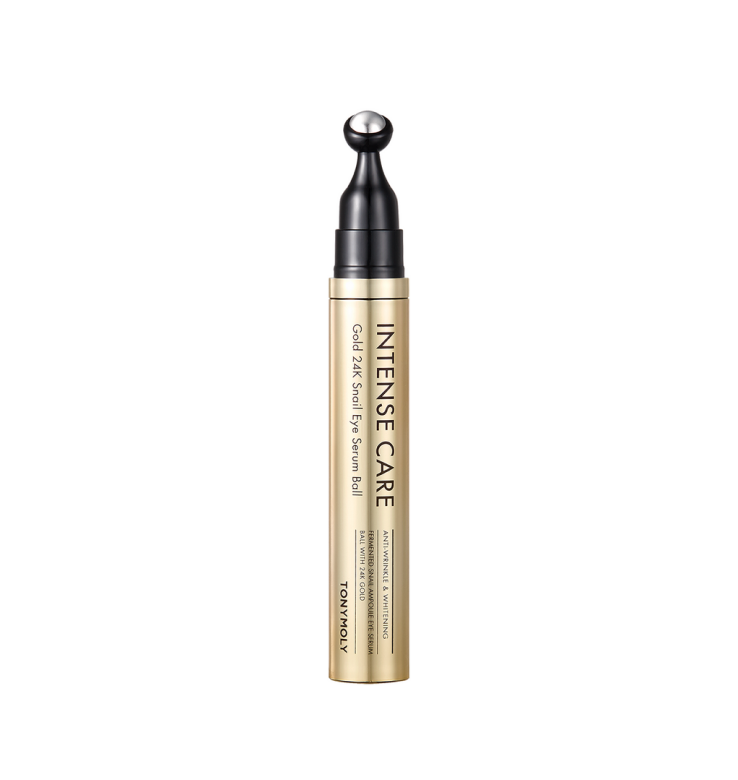 INTENSE CARE
Gold 24K Snail Eye Serum Ball
ANTI-WRINKLE & WHITENING
FERMENTED SNAIL AMPOULE EYE SERUM
BALL WITH 24K GOLD
TONYMOLY